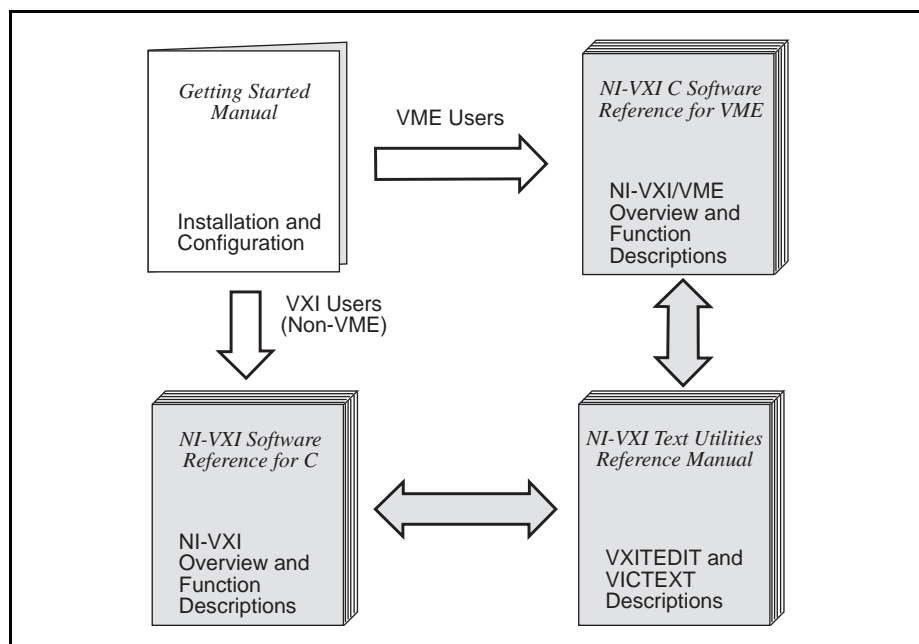 Getting Started
Manual
Installation and
Configuration
VME Users
NI-VXI C Software
Reference for VME
NI-VXI/VME
Overview and
Function
Descriptions
VXI Users
(Non-VME)
NI-VXI Software
Reference for C
NI-VXI
Overview and
Function
Descriptions
NI-VXI Text Utilities
Reference Manual
VXITEDIT and
VICTEXT
Descriptions